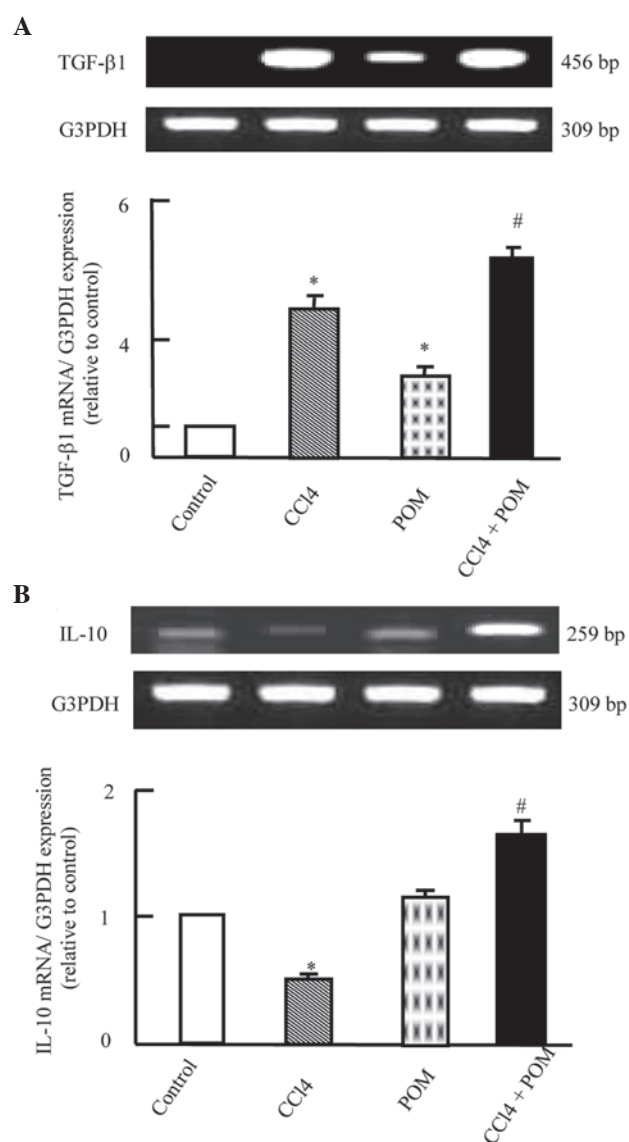 A
TGF-β1
456 bp
G3PDH
309 bp
TGF-β1 mRNA/ G3PDH expression
(relative to control)
6
4
0
*
*
#
Control
CCl4
POM
CCl4 + POM
B
IL-10
259 bp
G3PDH
309 bp
IL-10 mRNA/ G3PDH expression
(relative to control)
2
1
0
*
#
Control
CCl4
POM
CCl4 + POM